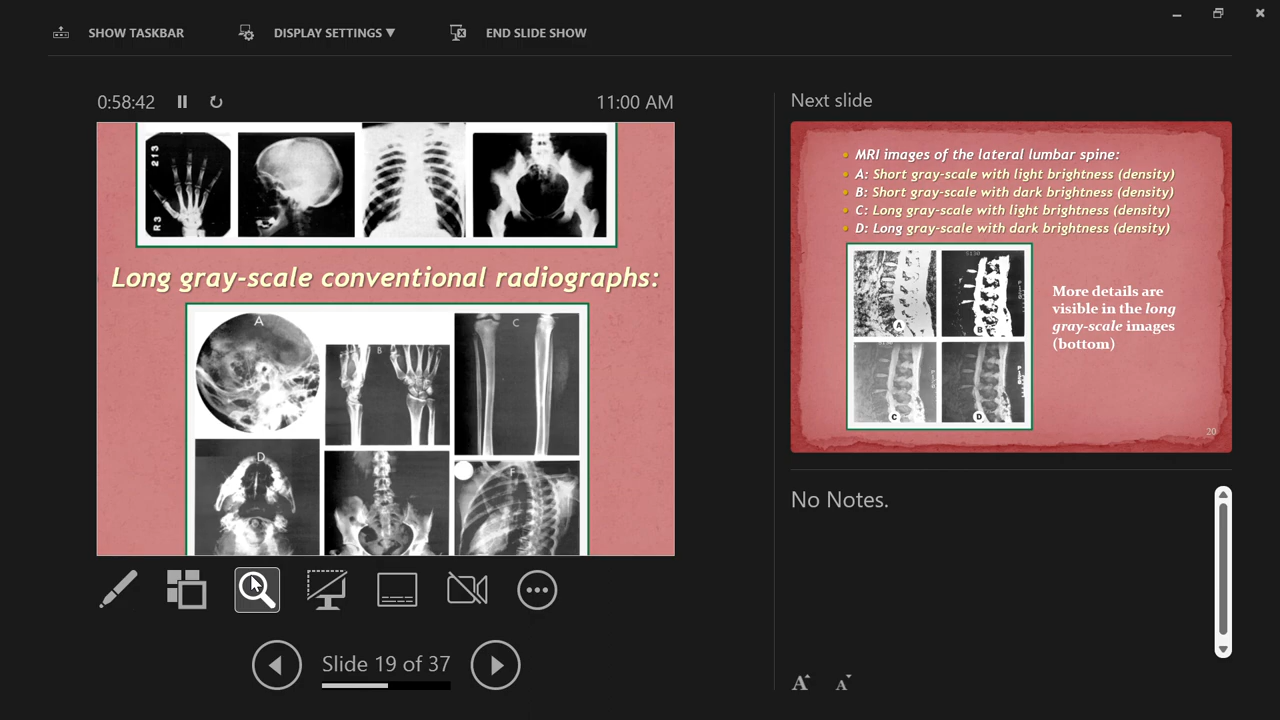 SHOW TASKBAR
DISPLAY SETTINGS ▼
END SLIDE SHOW
0:58:42
11:00 AM
R3 213
Long gray-scale conventional radiographs:
A
B
C
D
F
Slide 19 of 37
Next slide
• MRI images of the lateral lumbar spine:
• A: Short gray-scale with light brightness (density)
• B: Short gray-scale with dark brightness (density)
• C: Long gray-scale with light brightness (density)
• D: Long gray-scale with dark brightness (density)
A
B
C
D
More details are
visible in the long
gray-scale images
(bottom)
20
No Notes.
A
A